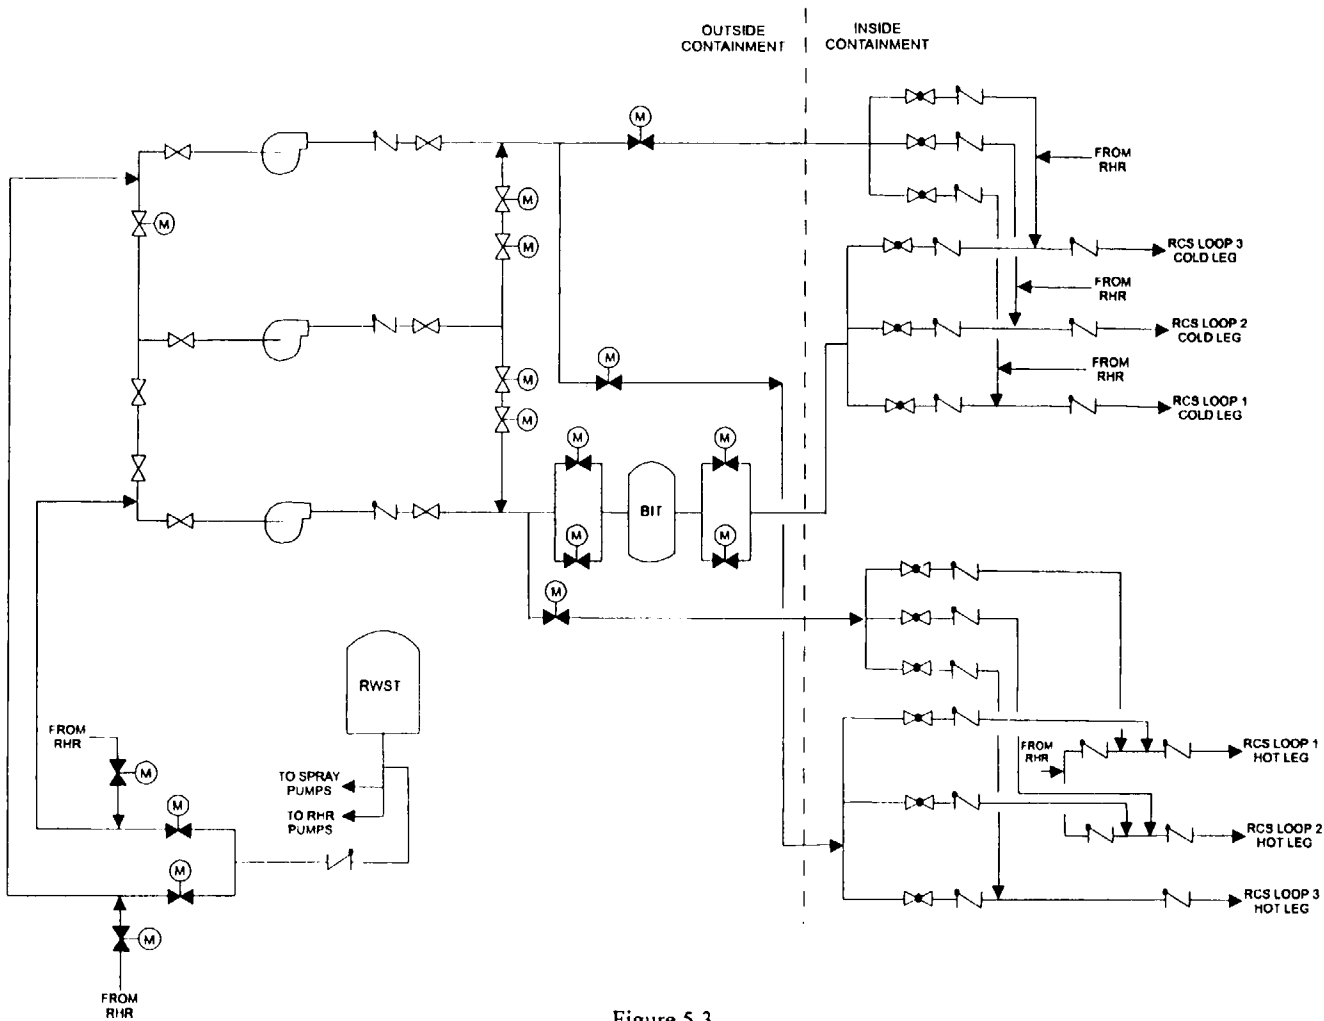 OUTSIDE
CONTAINMENT
INSIDE
CONTAINMENT
M
FROM
RHR
M
M
M
RCS LOOP 3
COLD LEG
FROM
RHR
RCS LOOP 2
COLD LEG
M
M
FROM
RHR
RCS LOOP 1
COLD LEG
M
M
M
BIT
M
M
M
RWST
FROM
RHR
M
TO SPRAY
PUMPS
TO RHR
PUMPS
M
M
M
FROM
RHR
FROM
RHR
RCS LOOP 1
HOT LEG
RCS LOOP 2
HOT LEG
RCS LOOP 3
HOT LEG
Figure 5.3